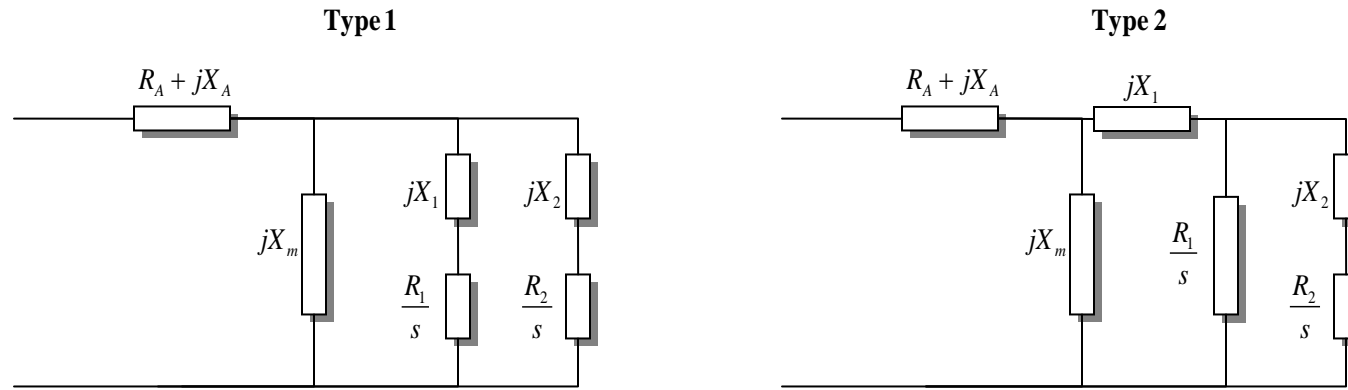 Type 1
R_A + jX_A
jX_m
jX_1
R_1
s
jX_2
R_2
s
Type 2
R_A + jX_A
jX_1
jX_m
R_1
s
jX_2
R_2
s